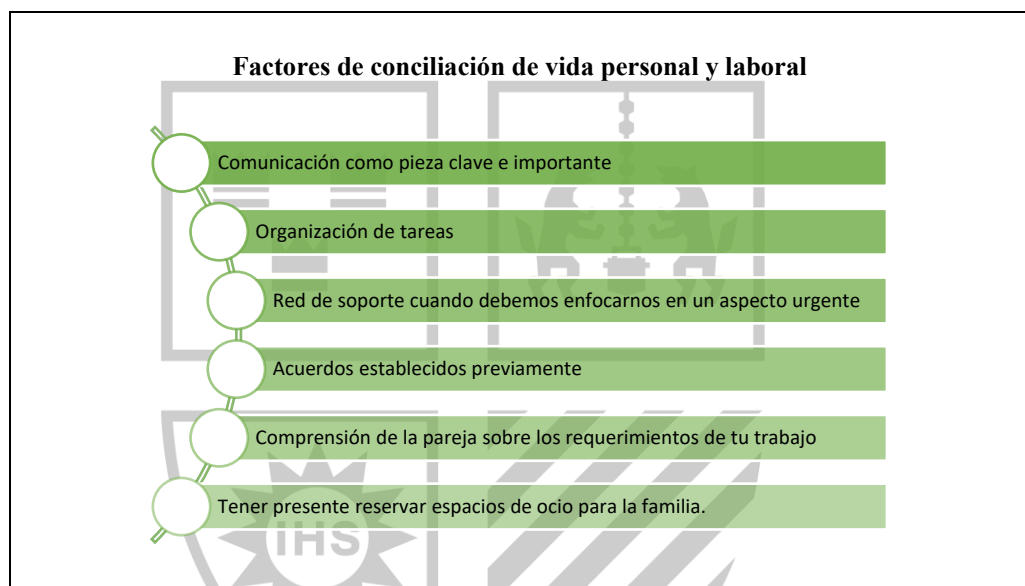 Factores de conciliación de vida personal y laboral
Comunicación como pieza clave e importante
Organización de tareas
Red de soporte cuando debemos enfocarnos en un aspecto urgente
Acuerdos establecidos previamente
Comprensión de la pareja sobre los requerimientos de tu trabajo
Tener presente reservar espacios de ocio para la familia.
IHS